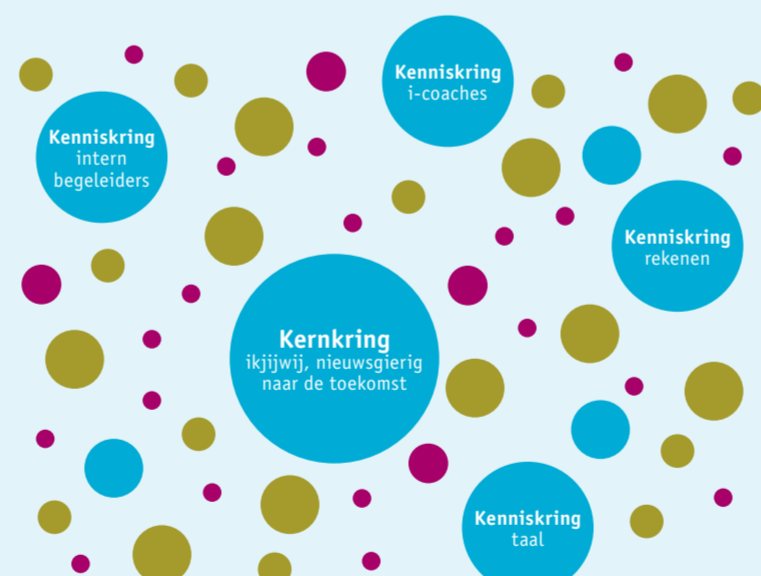 Kenniskring
i-coaches
Kenniskring
intern
begeleiders
Kenniskring
rekenen
Kernkring
ikjijwij, nieuwsgierig
naar de toekomst
Kenniskring
taal